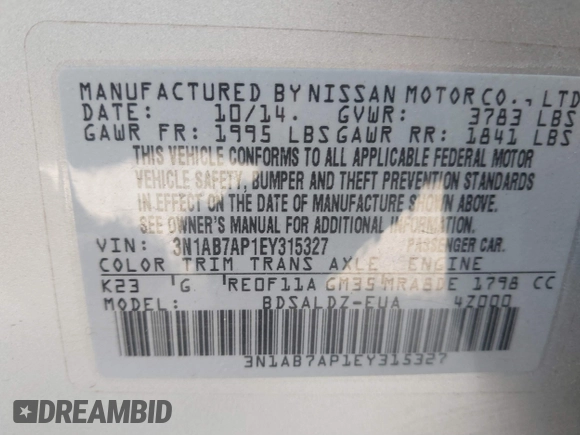 MANUFACTURED BY NISSAN MOTOR CO., LTD
DATE: 10/14. GVWR: 3783 LBS
GAWR FR: 1995 LBS GAWR RR: 1841 LBS
THIS VEHICLE CONFORMS TO ALL APPLICABLE FEDERAL MOTOR
VEHICLE SAFETY, BUMPER AND THEFT PREVENTION STANDARDS
IN EFFECT ON THE DATE OF MANUFACTURE SHOWN ABOVE.
SEE OWNER'S MANUAL FOR ADDITIONAL INFORMATION.
VIN: 3N1AB7AP1EY315327 PASSENGER CAR.
COLOR TRIM TRANS AXLE ENGINE
K23 G RE0F11A GM35 MRA8DE 1798 CC
MODEL: BDSALDZ-EUA 4Z000
3N1AB7AP1EY315327
DREAMBID